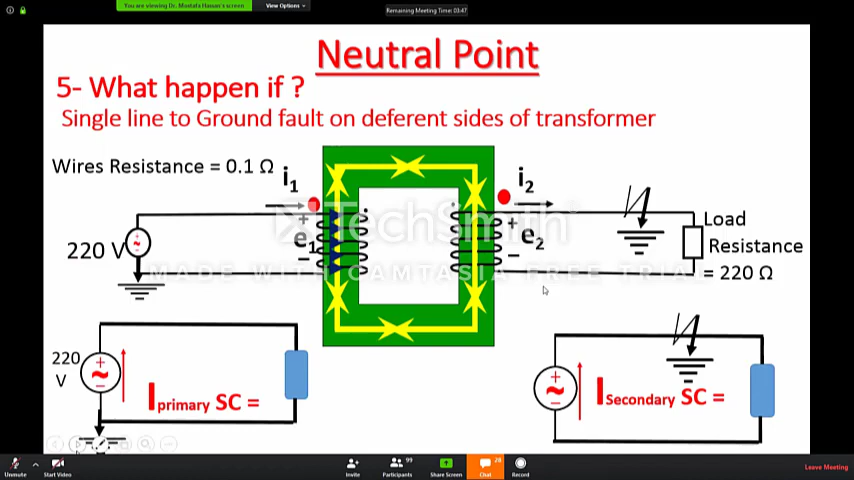 You are viewing Dr. Mostafa Hassan's screen
View Options
Remaining Meeting Time: 03:47
Neutral Point
5- What happen if ?
Single line to Ground fault on deferent sides of transformer
Wires Resistance = 0.1 Ω
i1
i2
+
e1
−
+
e2
−
220 V
Load
Resistance
= 220 Ω
TechSmith
MADE WITH CAMTASIA FREE TRIAL
220
V
+
~
−
Iprimary SC =
+
~
−
ISecondary SC =
Unmute
Start Video
Invite
Participants
99
Share Screen
Chat
28
Record
Leave Meeting